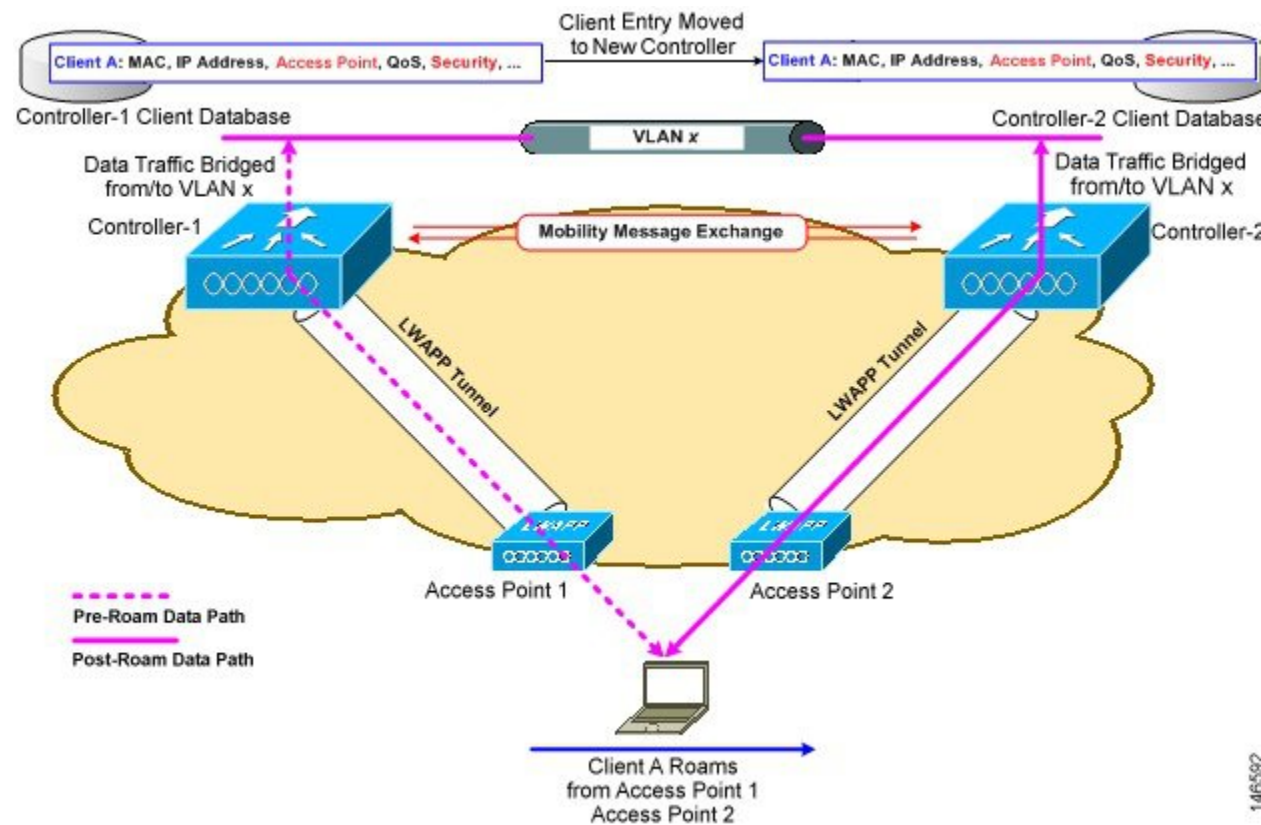 Client Entry Moved
to New Controller
Client A: MAC, IP Address, Access Point, QoS, Security, ...
Client A: MAC, IP Address, Access Point, QoS, Security, ...
Controller-1 Client Database
Controller-2 Client Database
VLAN x
Data Traffic Bridged
from/to VLAN x
Data Traffic Bridged
from/to VLAN x
Controller-1
Mobility Message Exchange
Controller-2
LWAPP Tunnel
LWAPP Tunnel
LWAPP
LWAPP
Access Point 1
Access Point 2
Pre-Roam Data Path
Post-Roam Data Path
Client A Roams
from Access Point 1
Access Point 2
146592